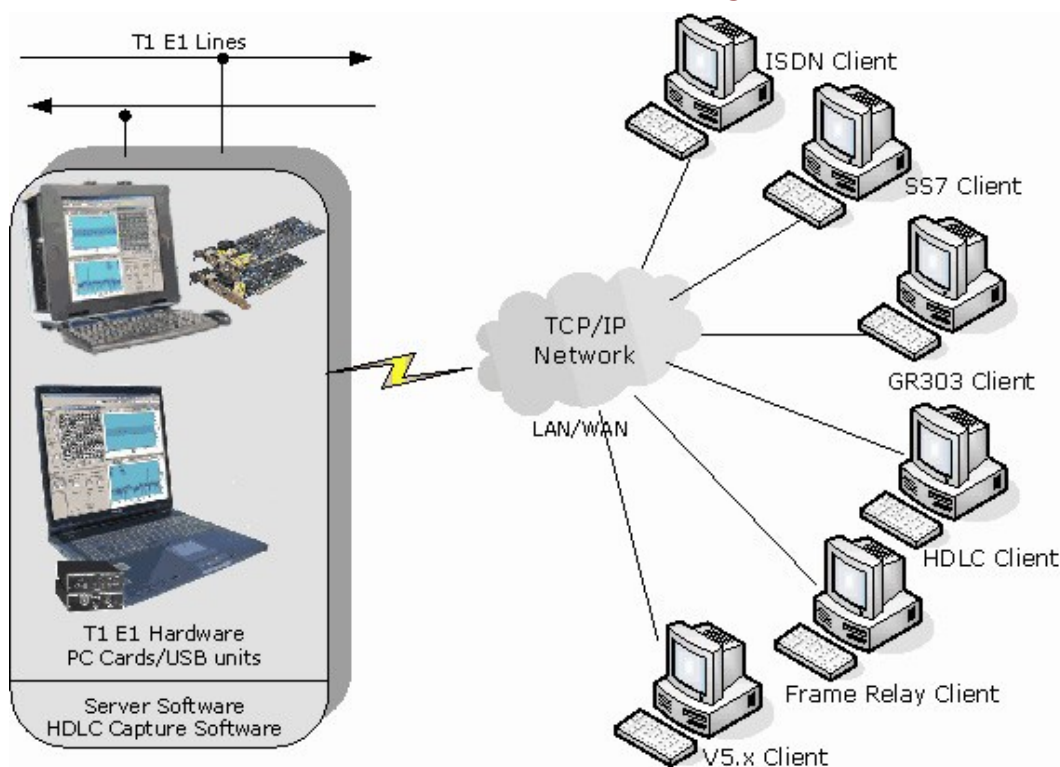 T1 E1 Lines
ISDN Client
SS7 Client
TCP/IP
Network
GR303 Client
LAN/WAN
HDLC Client
T1 E1 Hardware
PC Cards/USB units
Frame Relay Client
Server Software
HDLC Capture Software
V5.x Client